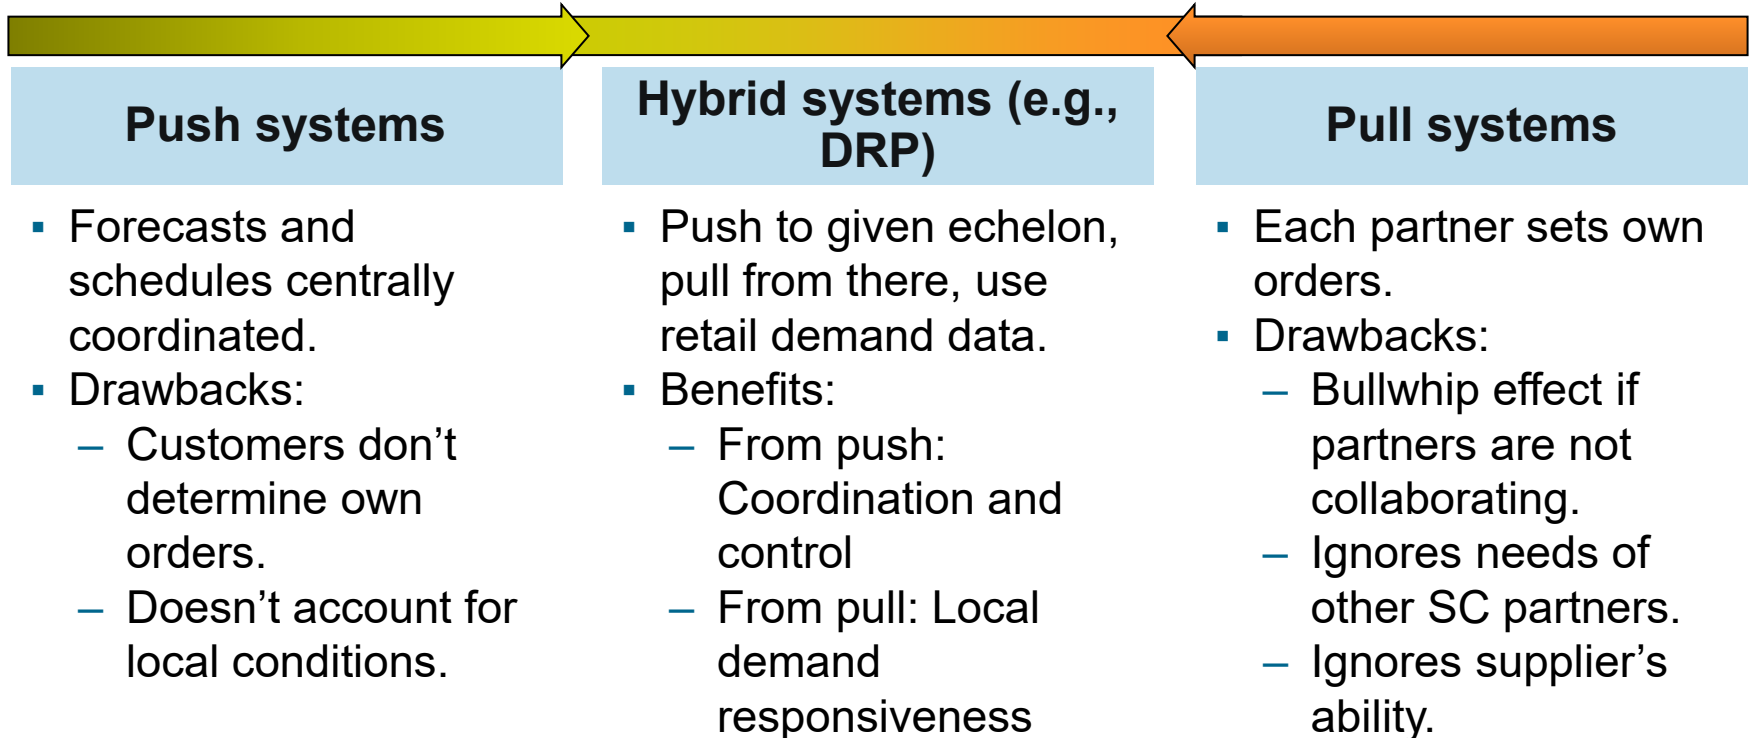 Push systems
▪ Forecasts and
schedules centrally
coordinated.
▪ Drawbacks:
– Customers don’t
determine own
orders.
– Doesn’t account for
local conditions.
Hybrid systems (e.g.,
DRP)
▪ Push to given echelon,
pull from there, use
retail demand data.
▪ Benefits:
– From push:
Coordination and
control
– From pull: Local
demand
responsiveness
Pull systems
▪ Each partner sets own
orders.
▪ Drawbacks:
– Bullwhip effect if
partners are not
collaborating.
– Ignores needs of
other SC partners.
– Ignores supplier’s
ability.